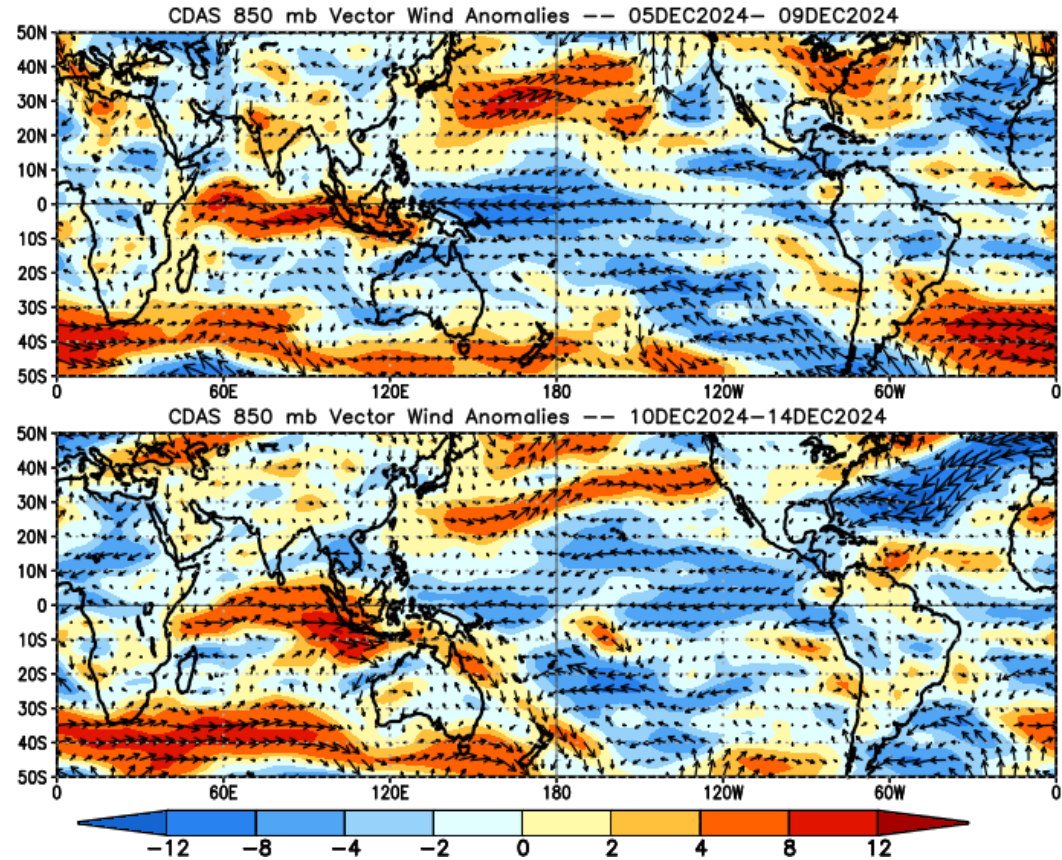 CDAS 850 mb Vector Wind Anomalies -- 05DEC2024- 09DEC2024
50N
40N
30N
20N
10N
0
10S
20S
30S
40S
50S
0 60E 120E 180 120W 60W 0
CDAS 850 mb Vector Wind Anomalies -- 10DEC2024-14DEC2024
50N
40N
30N
20N
10N
0
10S
20S
30S
40S
50S
0 60E 120E 180 120W 60W 0
-12 -8 -4 -2 0 2 4 8 12